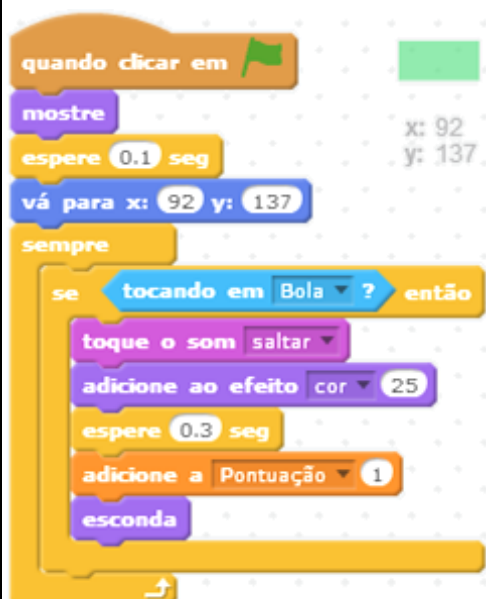 quando clicar em
mostre
x: 92
espere 0.1 seg
y: 137
vá para x: 92 y: 137
sempre
se tocando em Bola ? então
toque o som saltar
adicione ao efeito cor 25
espere 0.3 seg
adicione a Pontuação 1
esconda